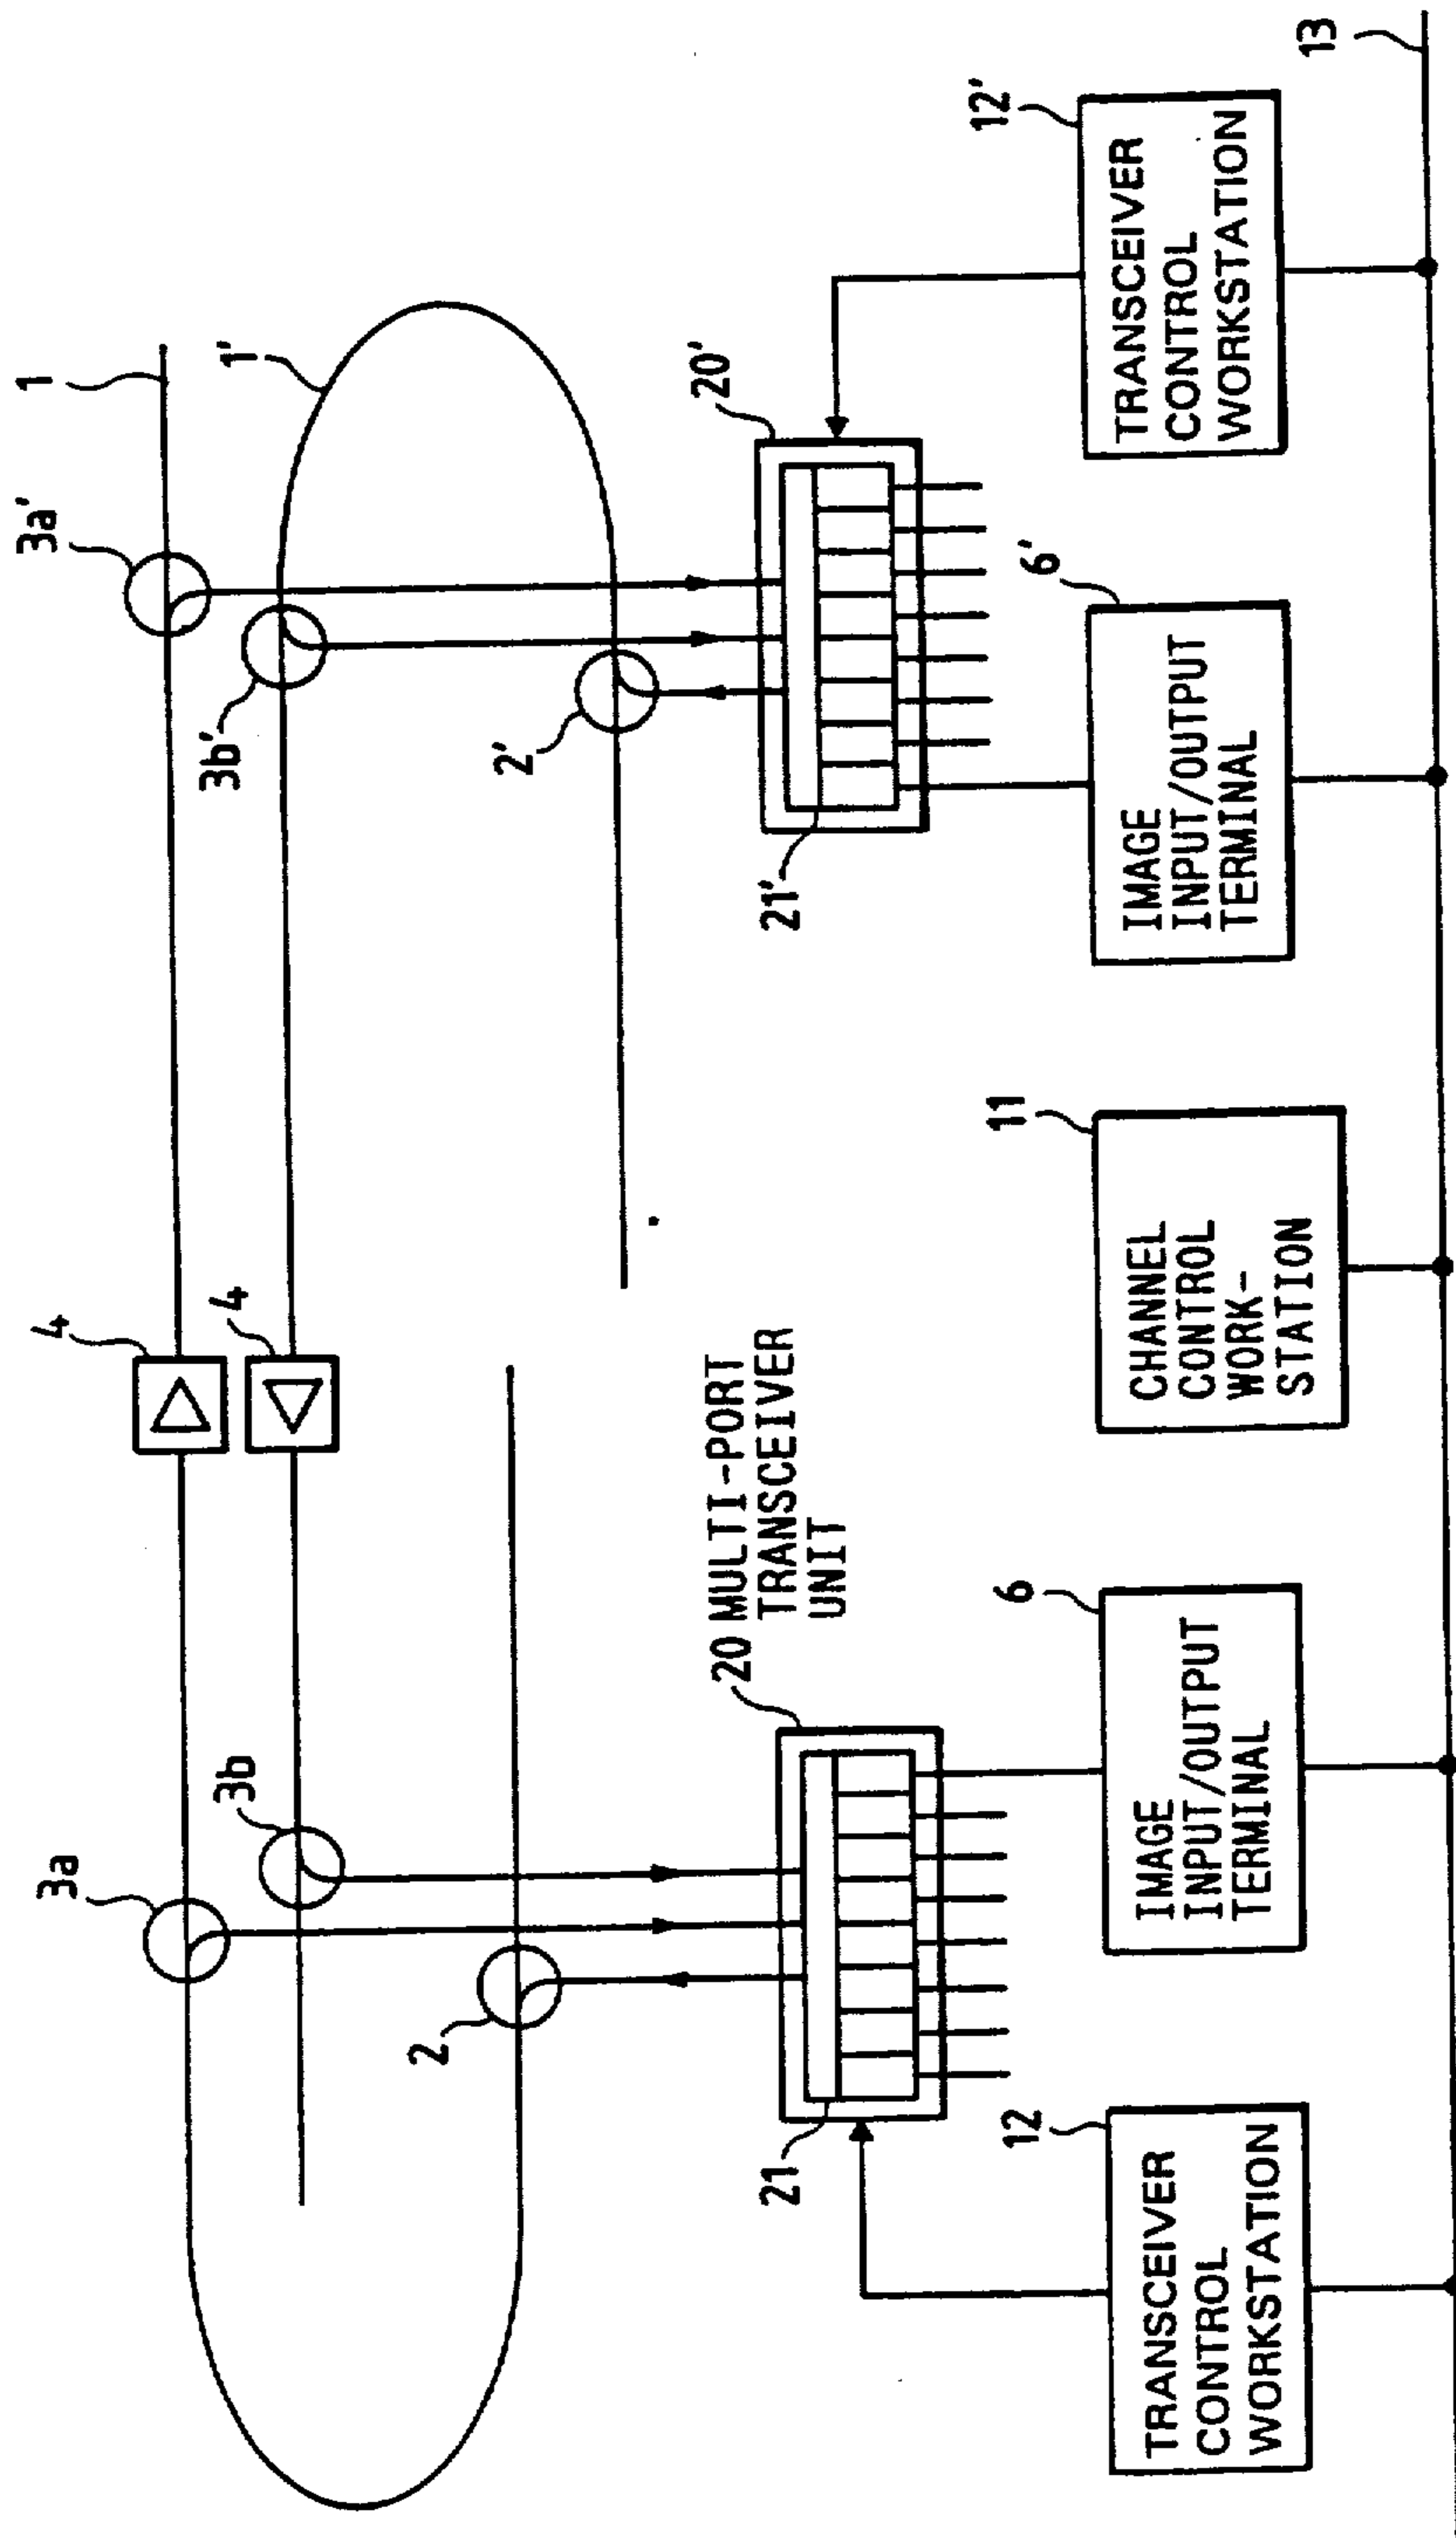 1
3a'
1'
3b'
2'
20'
21'
12'
TRANSCEIVER
CONTROL
WORKSTATION
6'
IMAGE
INPUT/OUTPUT
TERMINAL
13
4
4
11
CHANNEL
CONTROL
WORK-
STATION
20 MULTI-PORT
TRANSCEIVER
UNIT
3a
3b
2
21
6
IMAGE
INPUT/OUTPUT
TERMINAL
12
TRANSCEIVER
CONTROL
WORKSTATION